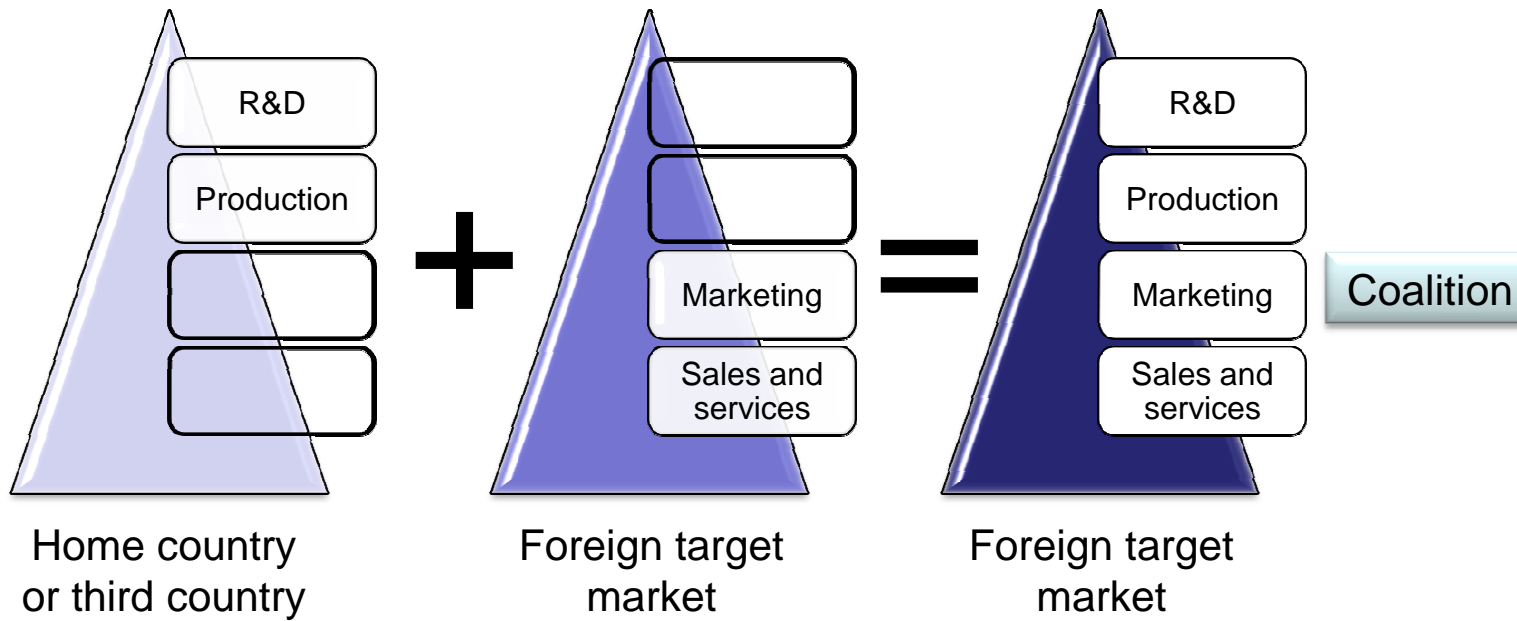 R&D
Production
Marketing
Sales and
services
R&D
Production
Marketing
Sales and
services
Coalition
Home country
or third country
Foreign target
market
Foreign target
market